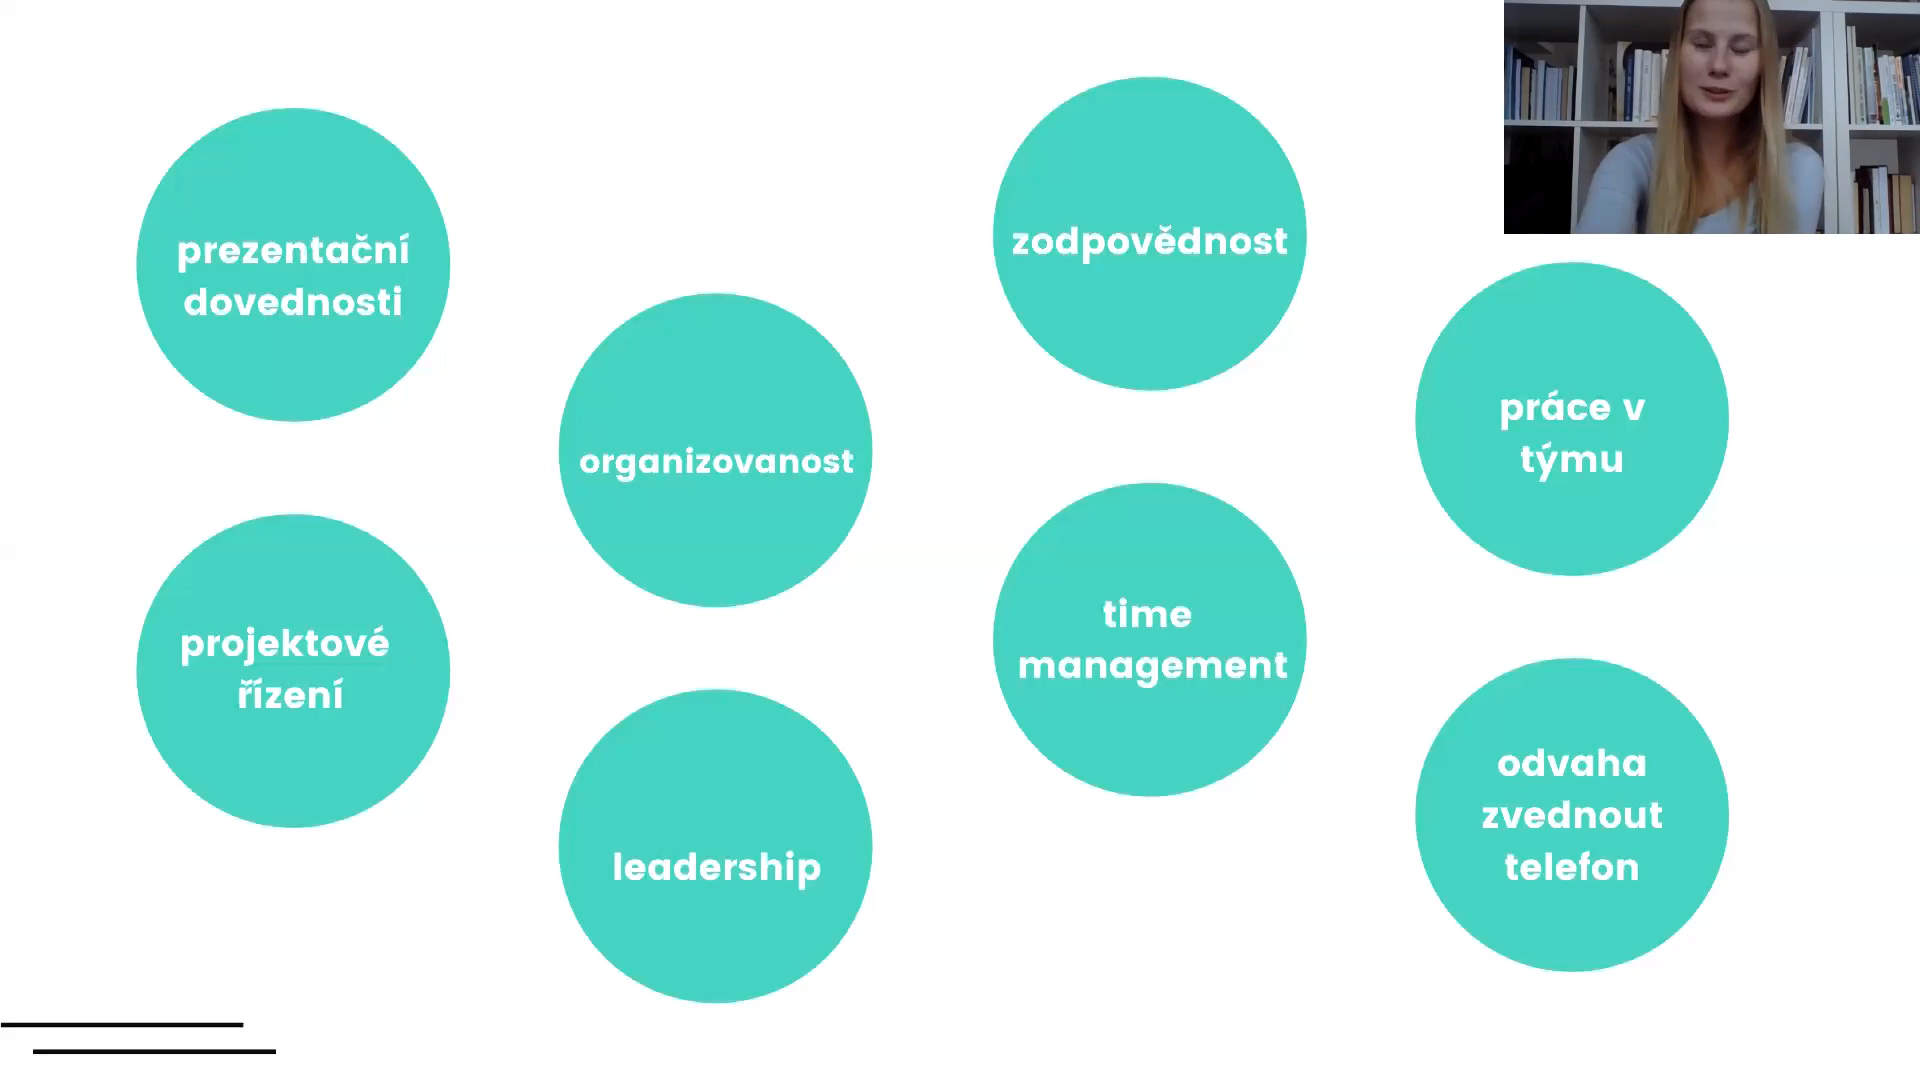 prezentační
dovednosti
projektové
řízení
organizovanost
leadership
zodpovědnost
time
management
práce v
týmu
odvaha
zvednout
telefon